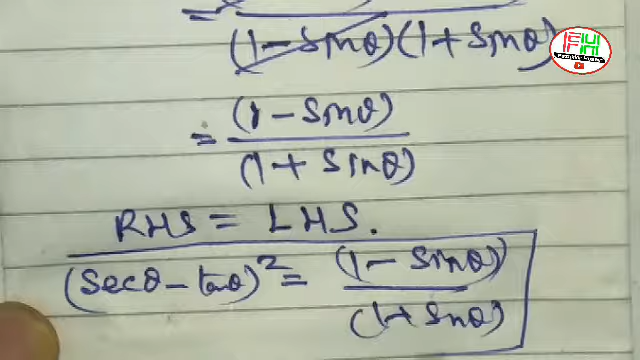 =
(1-Sinθ)(1+Sinθ)
= (1-Sinθ)
(1+Sinθ)
RHS = LHS.
(Secθ-tanθ)²= (1-Sinθ)
(1+Sinθ)